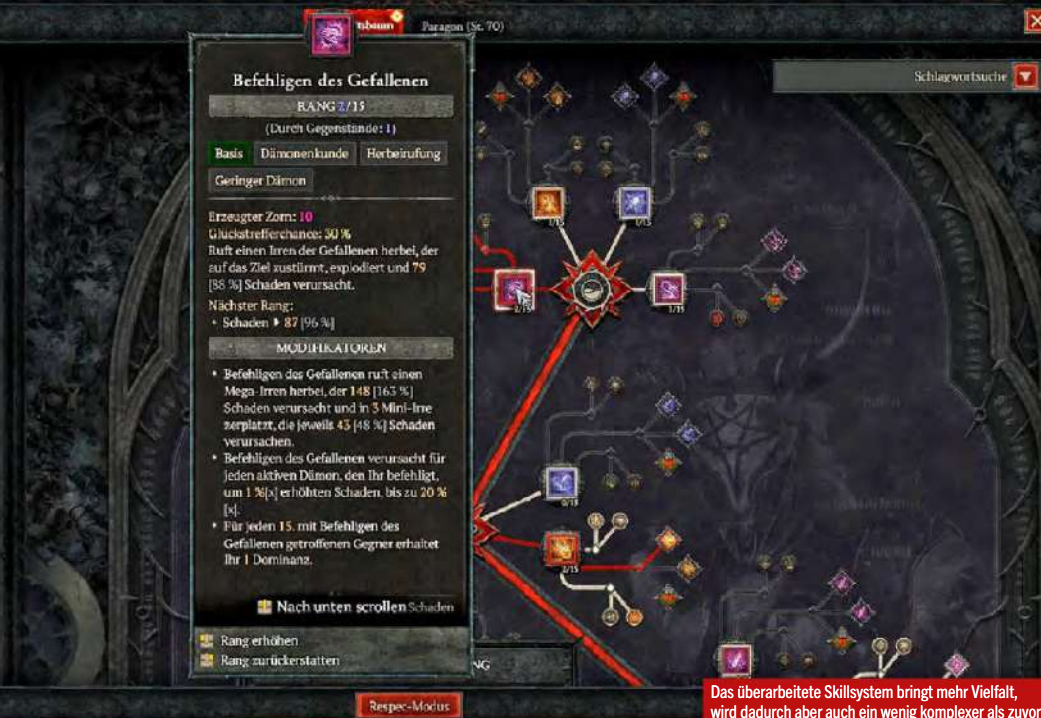 Paragon (St. 70)
Befehligen des Gefallenen
RANG 2/15
(Durch Gegenstände: 1)
Basis
Dämonenkunde
Herbeirufung
Geringer Dämon
Erzeugter Zorn: 10
Glückstrefferchance: 30 %
Ruft einen Irren der Gefallenen herbei, der
auf das Ziel zustürmt, explodiert und 79
[88 %] Schaden verursacht.
Nächster Rang:
• Schaden ▸ 87 [96 %]
MODIFIKATOREN
• Befehligen des Gefallenen ruft einen
Mega-Irren herbei, der 148 [163 %]
Schaden verursacht und in 3 Mini-Irre
zerplatzt, die jeweils 43 [48 %] Schaden
verursachen.
• Befehligen des Gefallenen verursacht für
jeden aktiven Dämon, den Ihr befehligt,
um 1 %[x] erhöhten Schaden, bis zu 20 %
[x].
• Für jeden 15. mit Befehligen des
Gefallenen getroffenen Gegner erhaltet
Ihr 1 Dominanz.
Nach unten scrollen Schaden
Rang erhöhen
Rang zurückerstatten
Respec-Modus
Schlagwortsuche
1/15
1/15
2/15
1/15
0/15
2/15
Das überarbeitete Skillsystem bringt mehr Vielfalt,
wird dadurch aber auch ein wenig komplexer als zuvor.